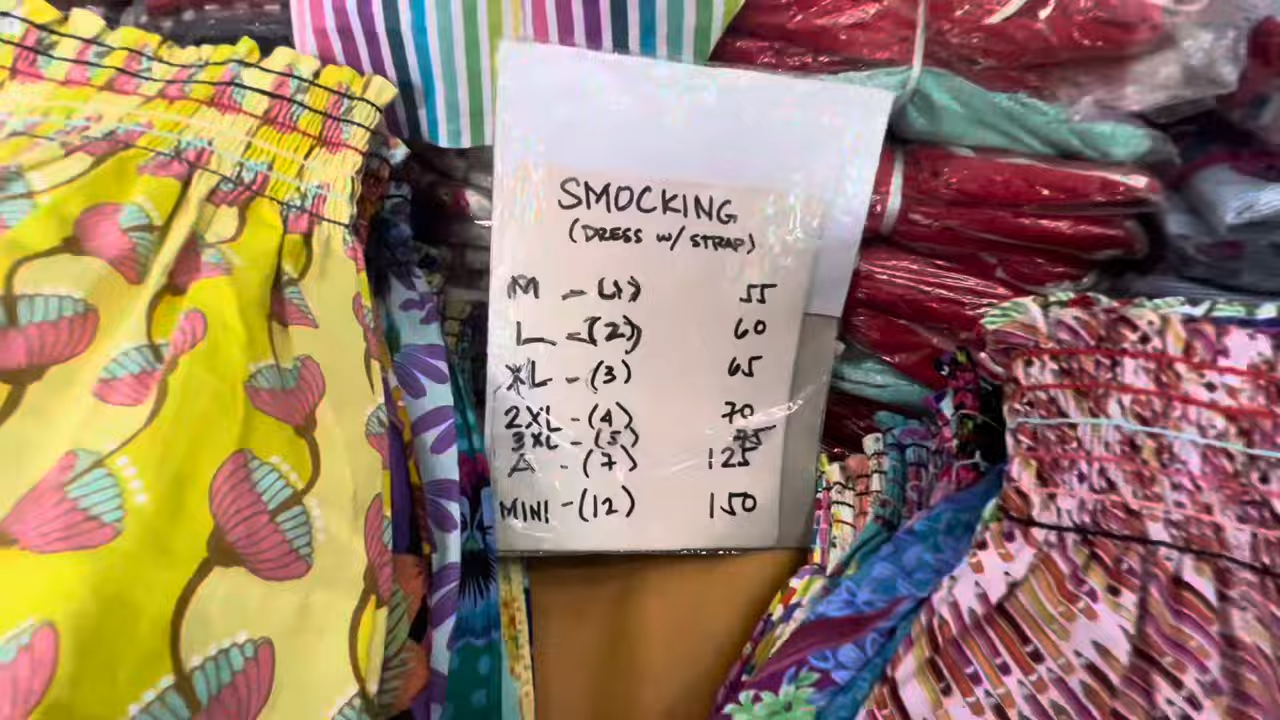 SMOCKING
(DRESS W/ STRAP)
M - (1) 55
L - (2) 60
XL - (3) 65
2XL - (4) 70
3XL - (5) 75
A - (7) 125
MINI - (12) 150